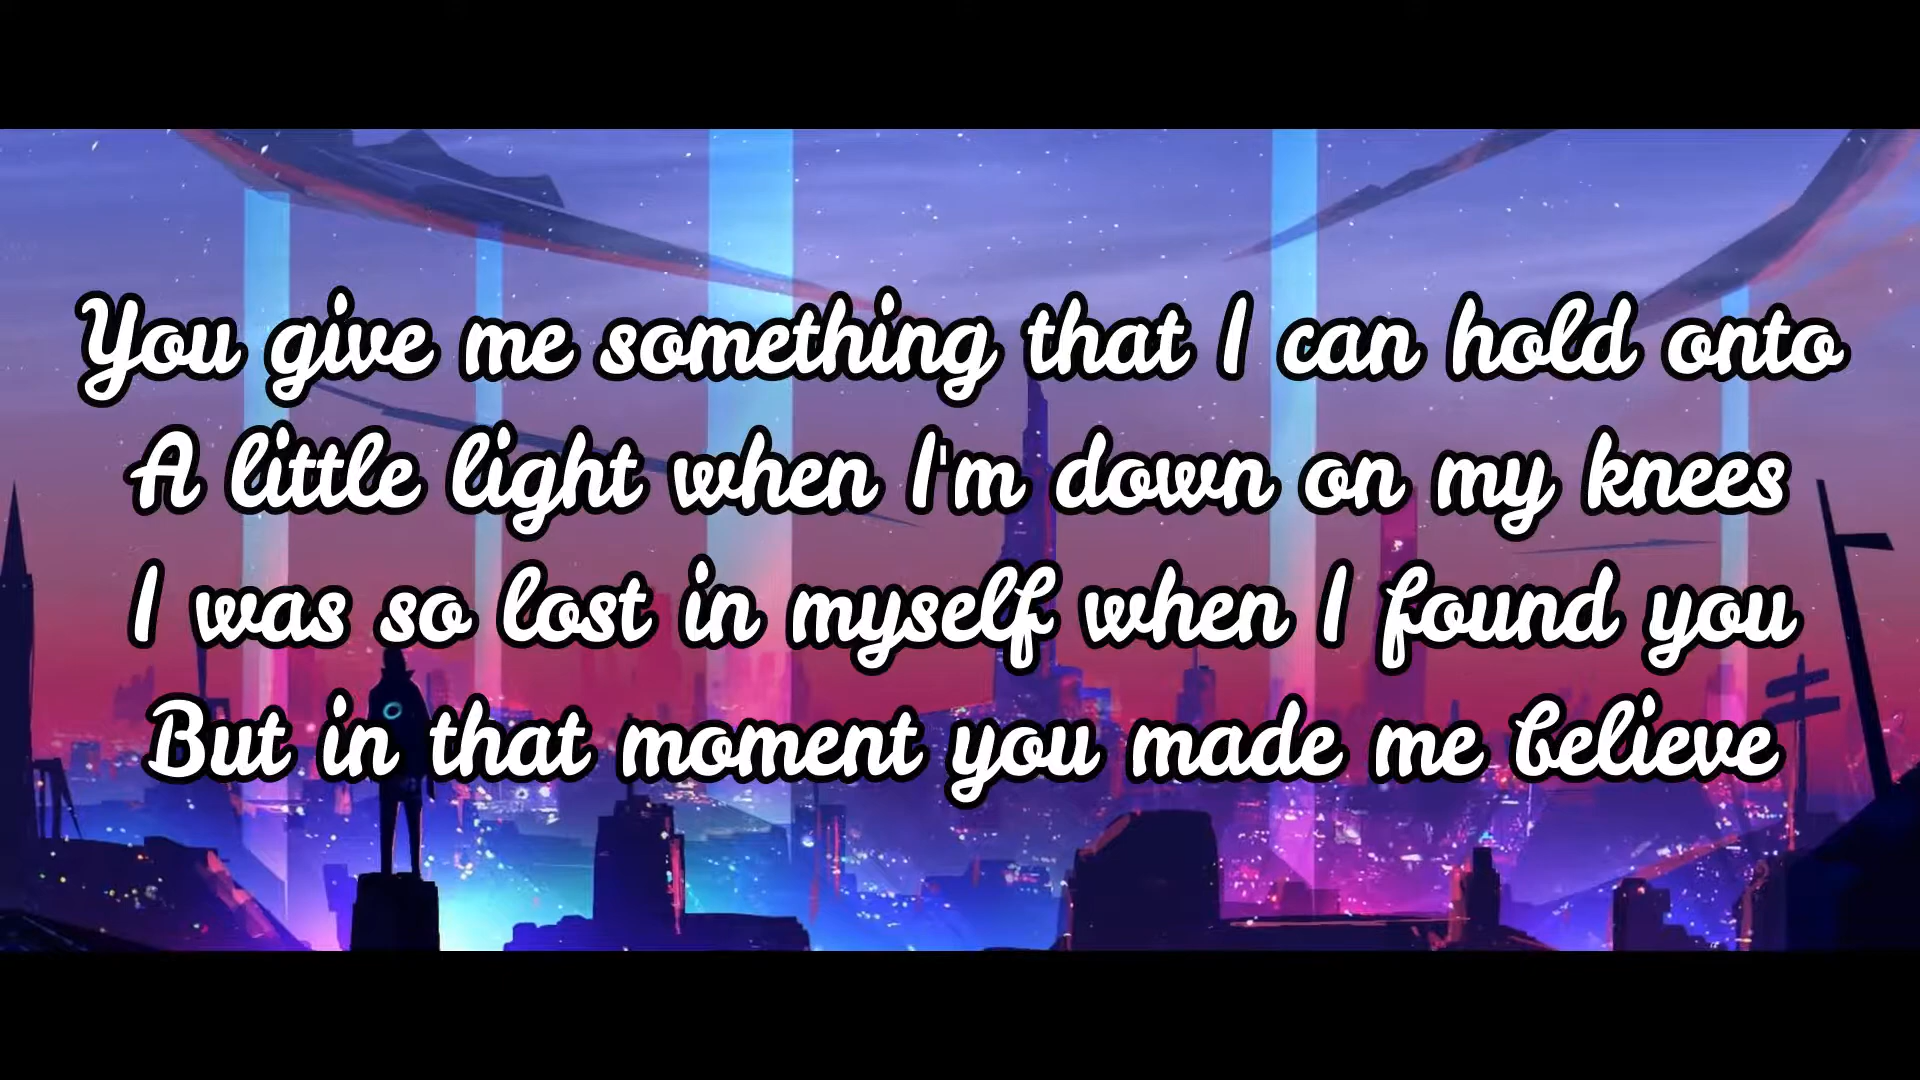 You give me something that I can hold onto
A little light when I'm down on my knees
I was so lost in myself when I found you
But in that moment you made me believe